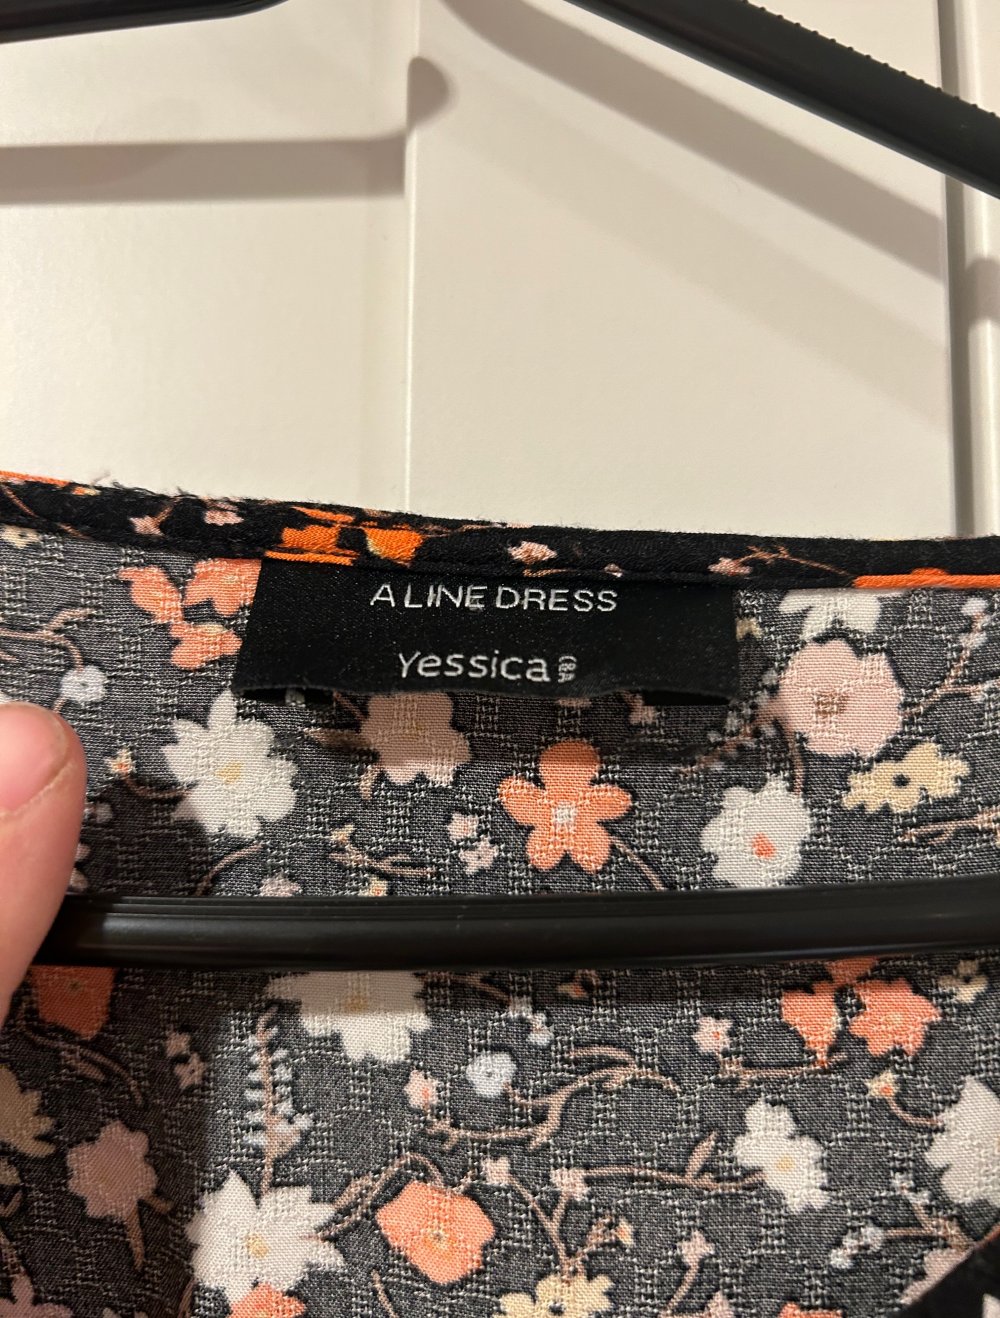 A LINE DRESS
Yessica
C&A